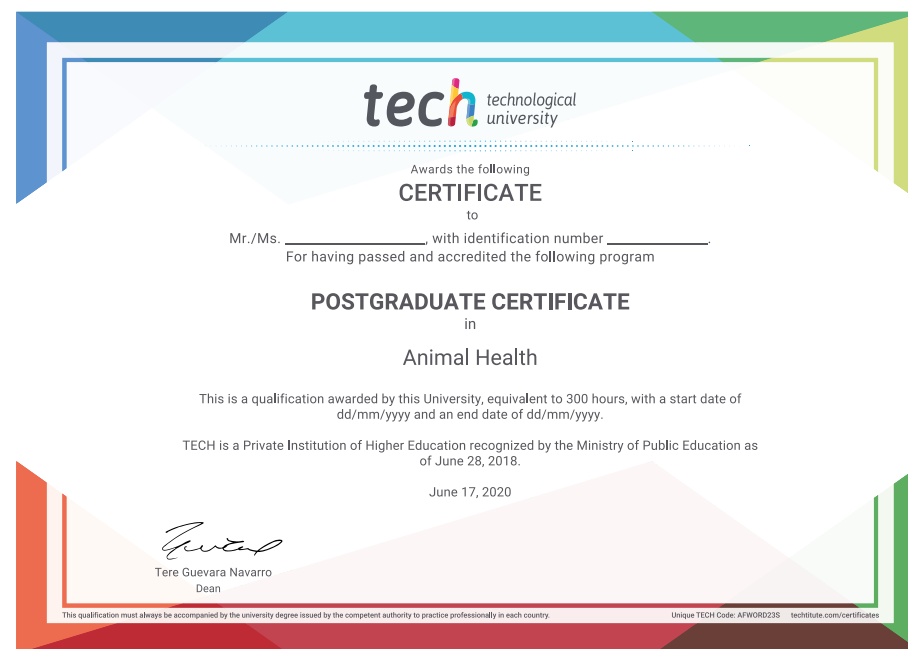 tech technological
university
Awards the following
CERTIFICATE
to
Mr./Ms. ____________________, with identification number _______________.
For having passed and accredited the following program
POSTGRADUATE CERTIFICATE
in
Animal Health
This is a qualification awarded by this University, equivalent to 300 hours, with a start date of
dd/mm/yyyy and an end date of dd/mm/yyyy.
TECH is a Private Institution of Higher Education recognized by the Ministry of Public Education as
of June 28, 2018.
June 17, 2020
Tere Guevara Navarro
Dean
This qualification must always be accompanied by the university degree issued by the competent authority to practice professionally in each country.
Unique TECH Code: AFWORD23S techtitute.com/certificates